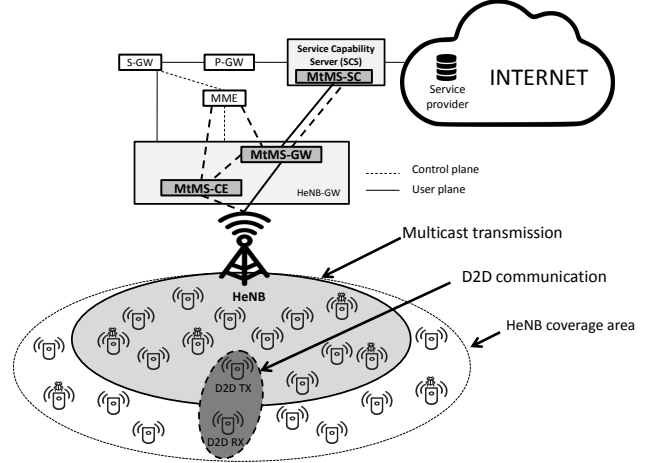 Service Capability
Server (SCS)
MtMS-SC
S-GW
P-GW
MME
Service
provider
INTERNET
MtMS-GW
MtMS-CE
HeNB-GW
Control plane
User plane
Multicast transmission
D2D communication
HeNB coverage area
HeNB
D2D TX
D2D RX